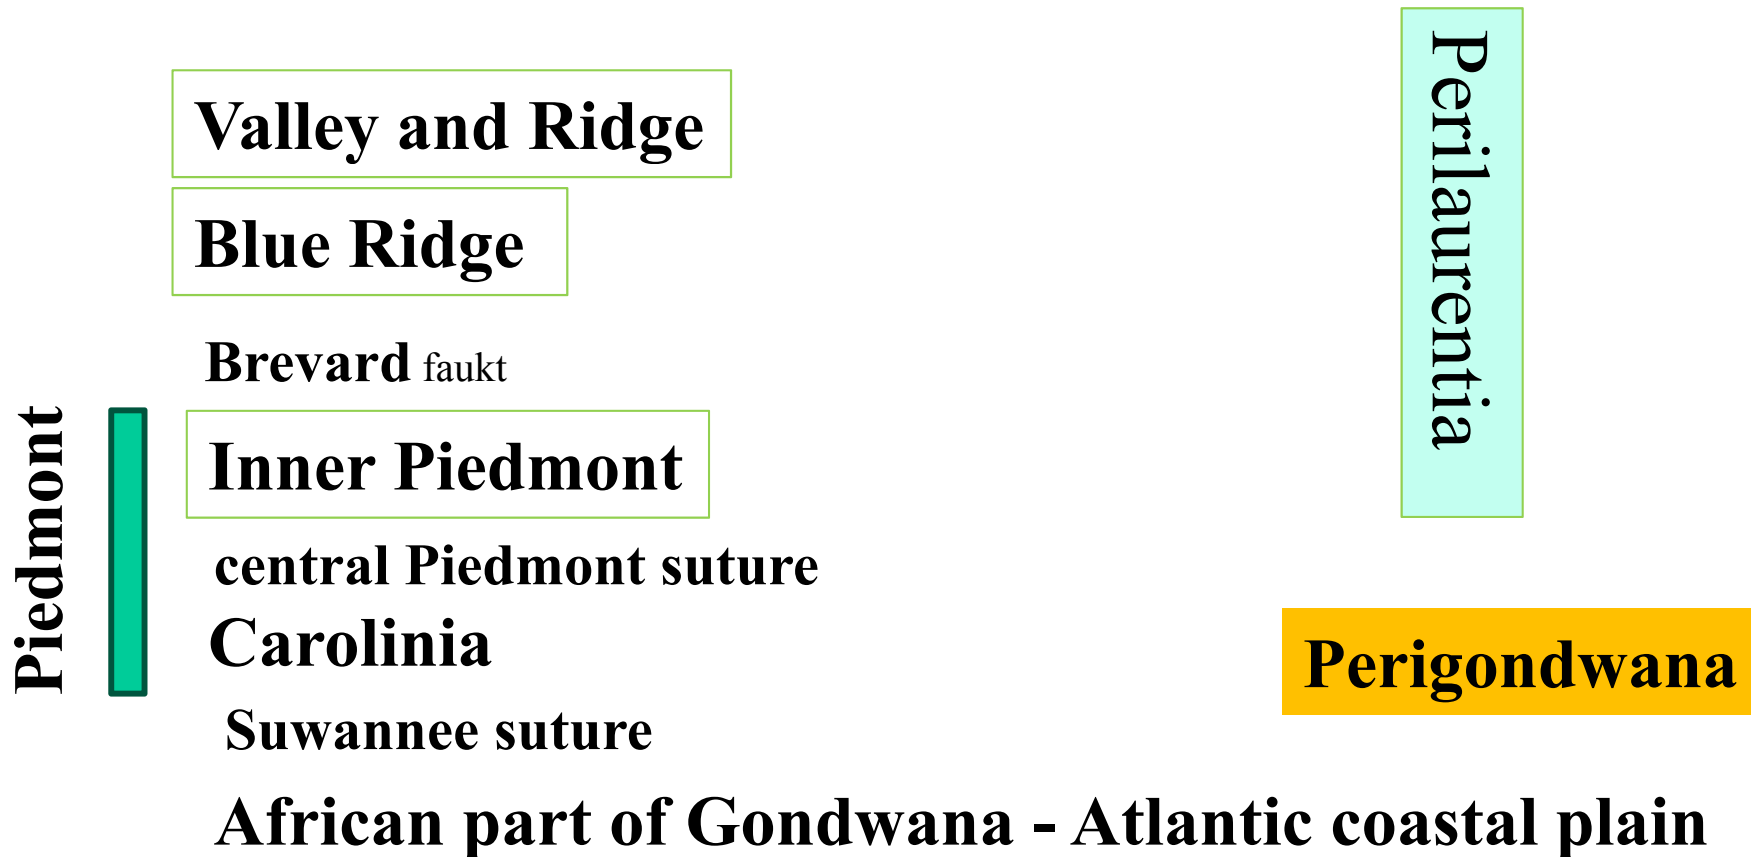 Valley and Ridge
Blue Ridge
Brevard faukt
Piedmont
Inner Piedmont
central Piedmont suture
Carolinia
Suwannee suture
African part of Gondwana - Atlantic coastal plain
Perilaurentia
Perigondwana